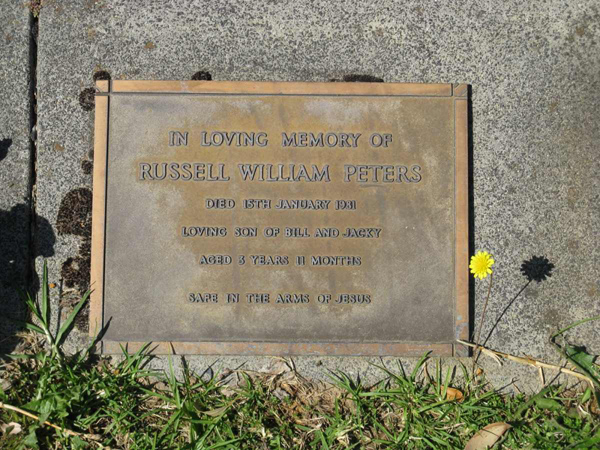 IN LOVING MEMORY OF
RUSSELL WILLIAM PETERS
DIED 15TH JANUARY 1981
LOVING SON OF BILL AND JACKY
AGED 3 YEARS 11 MONTHS
SAFE IN THE ARMS OF JESUS